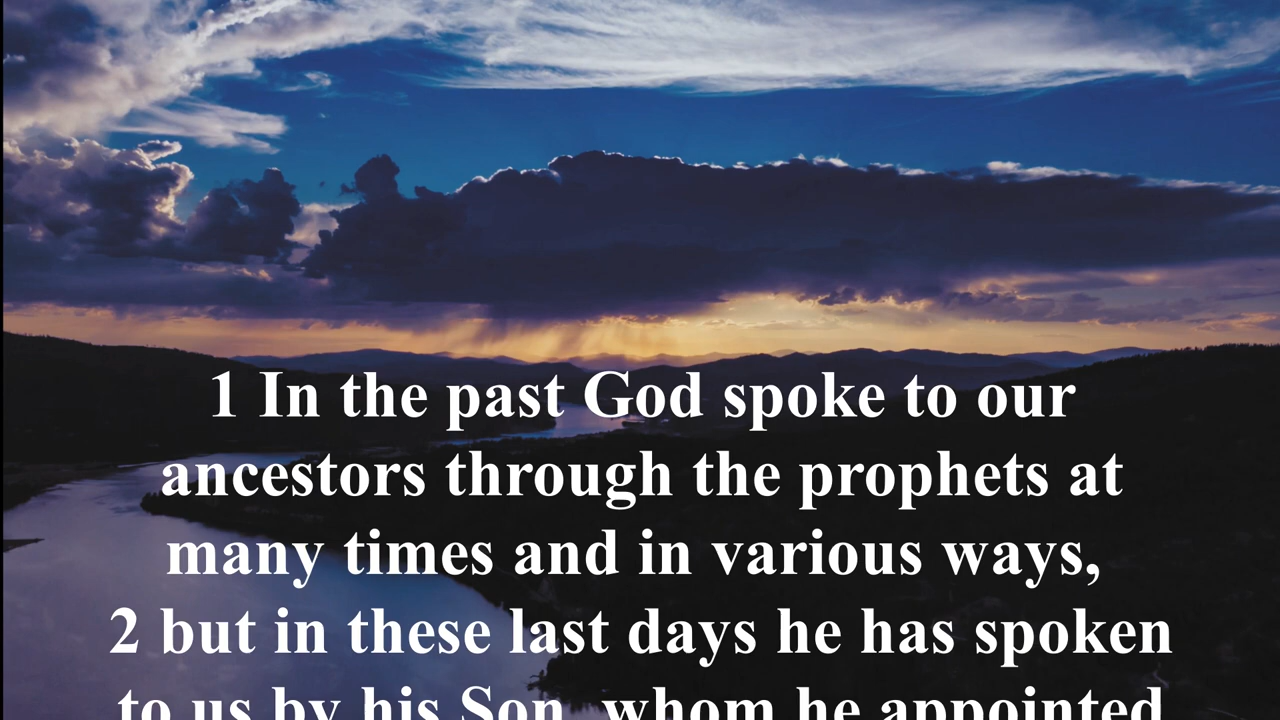 1 In the past God spoke to our
ancestors through the prophets at
many times and in various ways,
2 but in these last days he has spoken
to us by his Son, whom he appointed